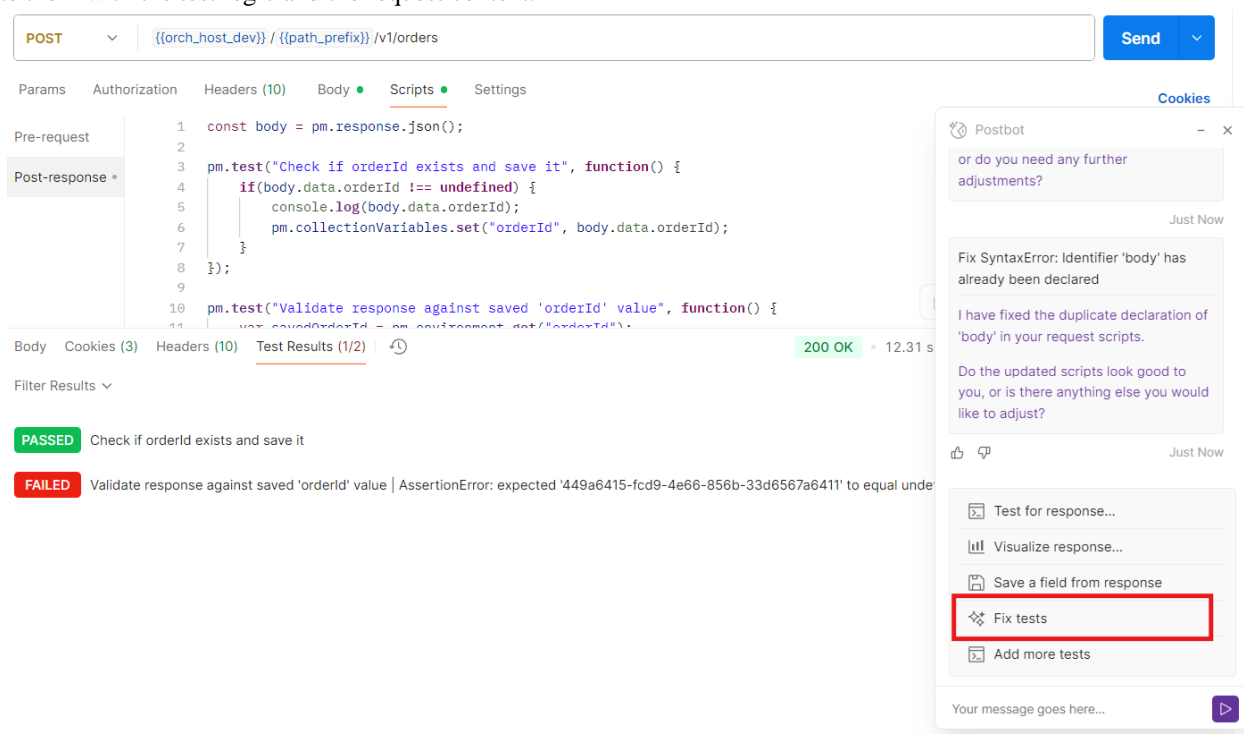 POST
{{orch_host_dev}} / {{path_prefix}} /v1/orders
Send
Params Authorization Headers (10) Body Scripts Settings
Cookies
Pre-request
Post-response
1 const body = pm.response.json();
2
3 pm.test("Check if orderId exists and save it", function() {
4 if(body.data.orderId !== undefined) {
5 console.log(body.data.orderId);
6 pm.collectionVariables.set("orderId", body.data.orderId);
7 }
8 });
9
10 pm.test("Validate response against saved 'orderId' value", function() {
11 var savedOrderId = pm.environment.get("orderId");
Body Cookies (3) Headers (10) Test Results (1/2)
200 OK • 12.31 s
Filter Results
PASSED Check if orderId exists and save it
FAILED Validate response against saved 'orderId' value | AssertionError: expected '449a6415-fcd9-4e66-856b-33d6567a6411' to equal unde
Postbot
or do you need any further
adjustments?
Just Now
Fix SyntaxError: Identifier 'body' has
already been declared
I have fixed the duplicate declaration of
'body' in your request scripts.
Do the updated scripts look good to
you, or is there anything else you would
like to adjust?
Just Now
Test for response...
Visualize response...
Save a field from response
Fix tests
Add more tests
Your message goes here...